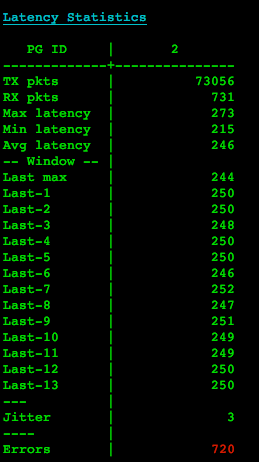 Latency Statistics
PG ID | 2
-------------+---------------
TX pkts | 73056
RX pkts | 731
Max latency | 273
Min latency | 215
Avg latency | 246
-- Window -- |
Last max | 244
Last-1 | 250
Last-2 | 250
Last-3 | 248
Last-4 | 250
Last-5 | 250
Last-6 | 246
Last-7 | 252
Last-8 | 247
Last-9 | 251
Last-10 | 249
Last-11 | 249
Last-12 | 250
Last-13 | 250
--- |
Jitter | 3
---- |
Errors | 720